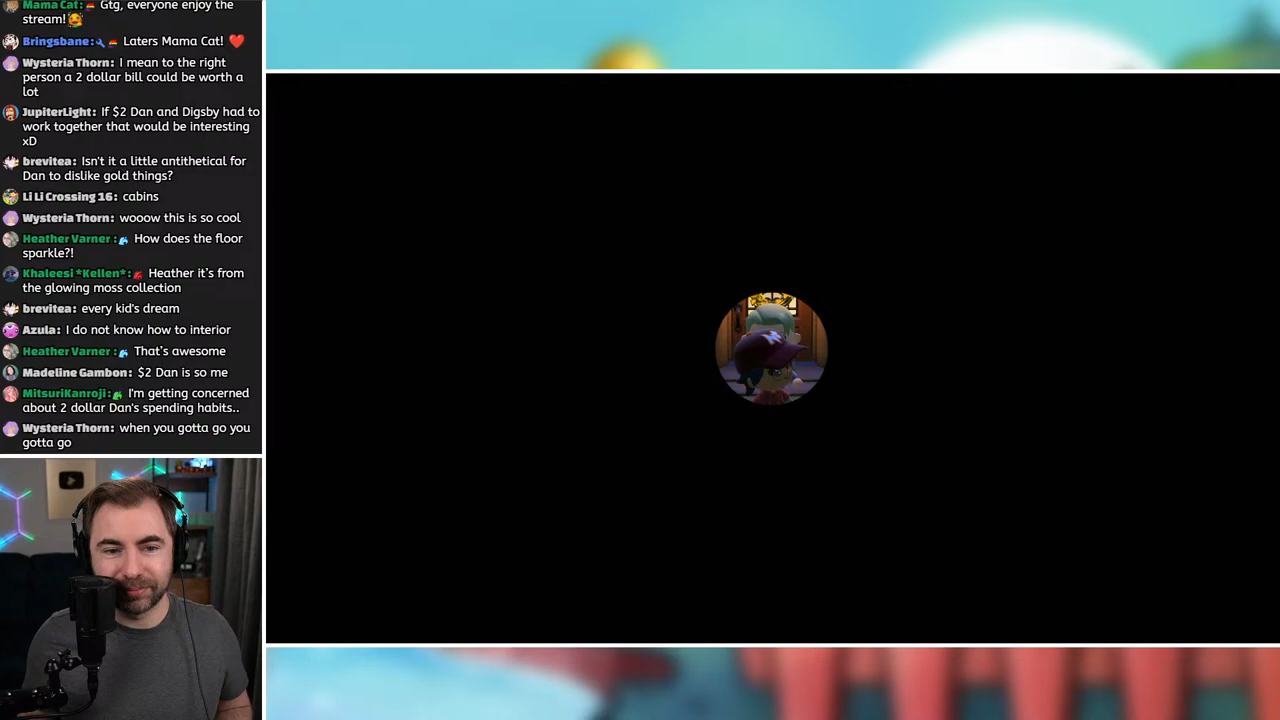 Mama Cat: Gtg, everyone enjoy the
stream!
Bringsbane: Laters Mama Cat!
Wysteria Thorn: I mean to the right
person a 2 dollar bill could be worth a
lot
JupiterLight: If $2 Dan and Digsby had to
work together that would be interesting
xD
brevitea: Isn't it a little antithetical for
Dan to dislike gold things?
Li Li Crossing 16: cabins
Wysteria Thorn: wooow this is so cool
Heather Varner : How does the floor
sparkle?!
Khaleesi *Kellen*: Heather it’s from
the glowing moss collection
brevitea: every kid's dream
Azula: I do not know how to interior
Heather Varner : That’s awesome
Madeline Gambon: $2 Dan is so me
MitsuriKanroji: I'm getting concerned
about 2 dollar Dan's spending habits..
Wysteria Thorn: when you gotta go you
gotta go